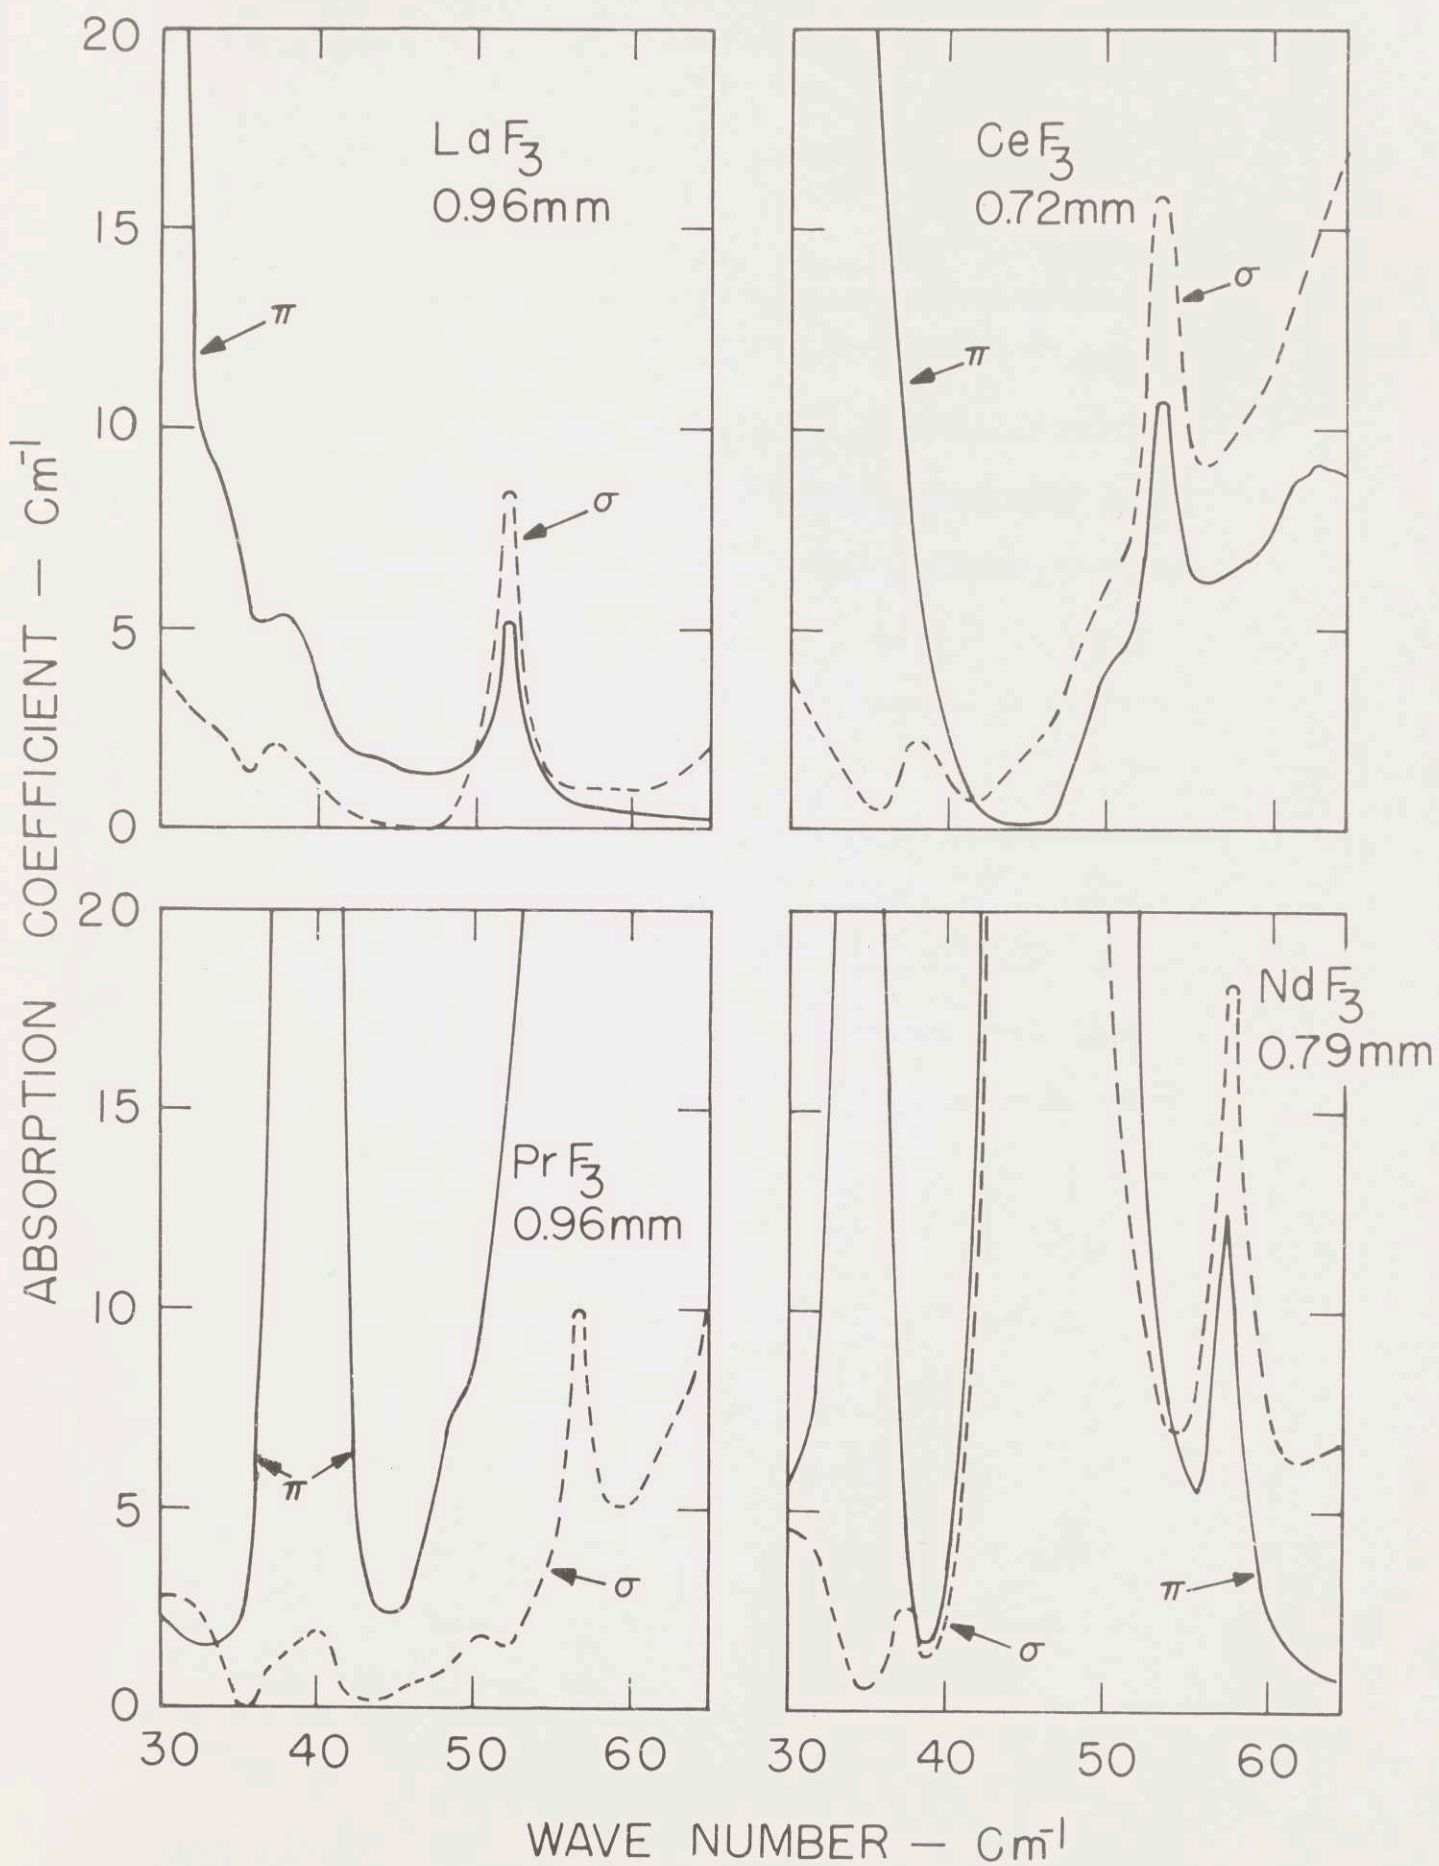 ABSORPTION COEFFICIENT — Cm⁻¹
20
15
10
5
0
LaF₃
0.96mm
π
σ
CeF₃
0.72mm
π
σ
20
15
10
5
0
PrF₃
0.96mm
π
σ
NdF₃
0.79mm
π
σ
30 40 50 60
30 40 50 60
WAVE NUMBER — Cm⁻¹